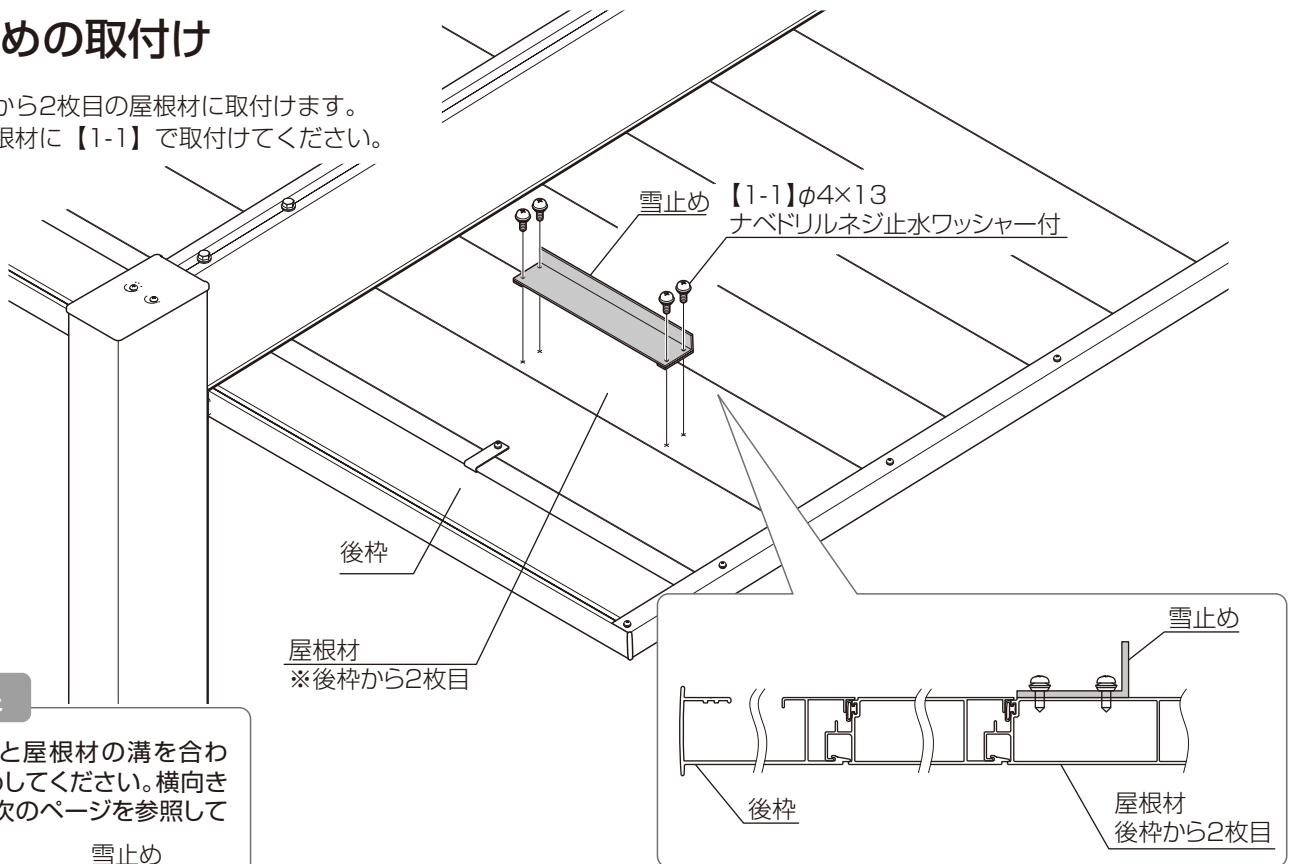 めの取付け
から2枚目の屋根材に取付けます。
根材に【1-1】で取付けてください。
雪止め
【1-1】φ4×13
ナベドリルネジ止水ワッシャー付
後枠
屋根材
※後枠から2枚目
雪止め
後枠
屋根材
後枠から2枚目
と屋根材の溝を合わ
めしてください。横向き
次のページを参照して
雪止め